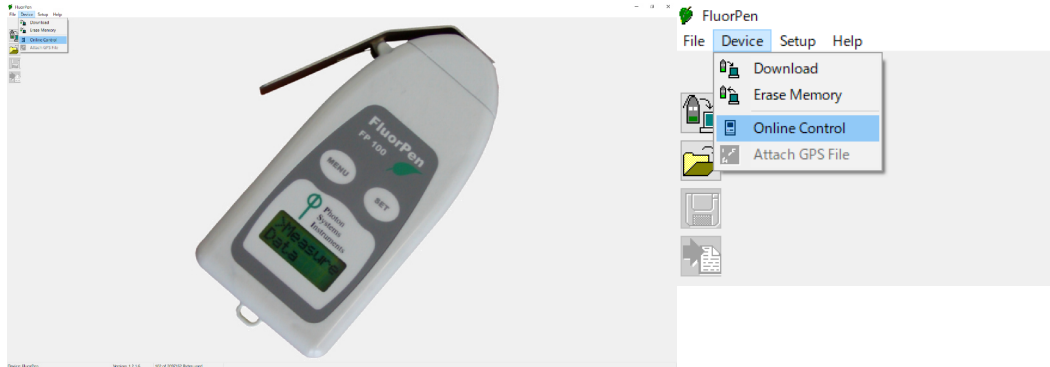 FluorPen
File Device Setup Help
Download
Erase Memory
Online Control
Attach GPS File
FluorPen
FP 100
MENU
SET
Photon
Systems
Instruments
>Measure
Data
FluorPen
File Device Setup Help
Download
Erase Memory
Online Control
Attach GPS File